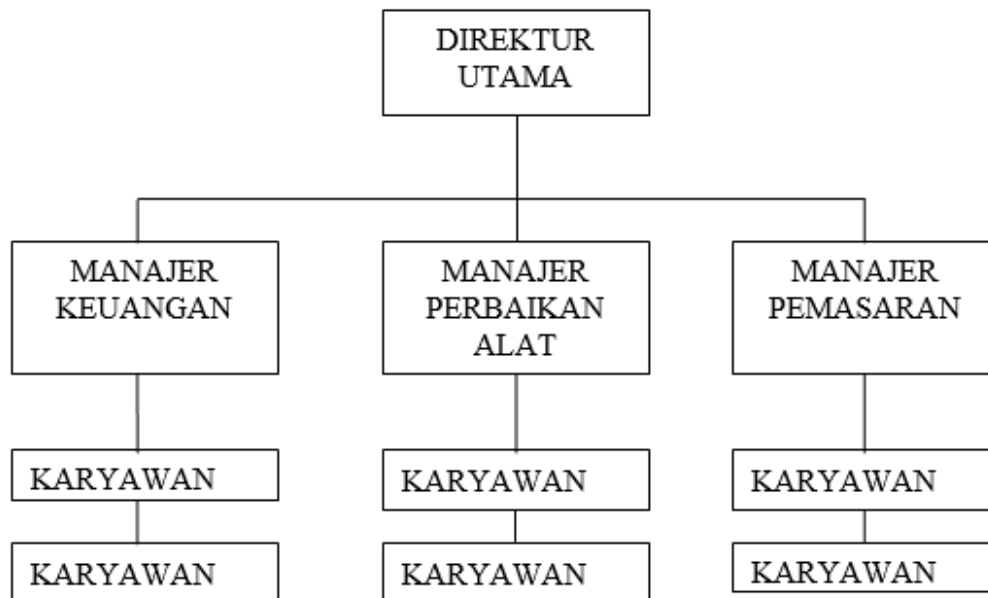 DIREKTUR
UTAMA
MANAJER
KEUANGAN
MANAJER
PERBAIKAN
ALAT
MANAJER
PEMASARAN
KARYAWAN
KARYAWAN
KARYAWAN
KARYAWAN
KARYAWAN
KARYAWAN